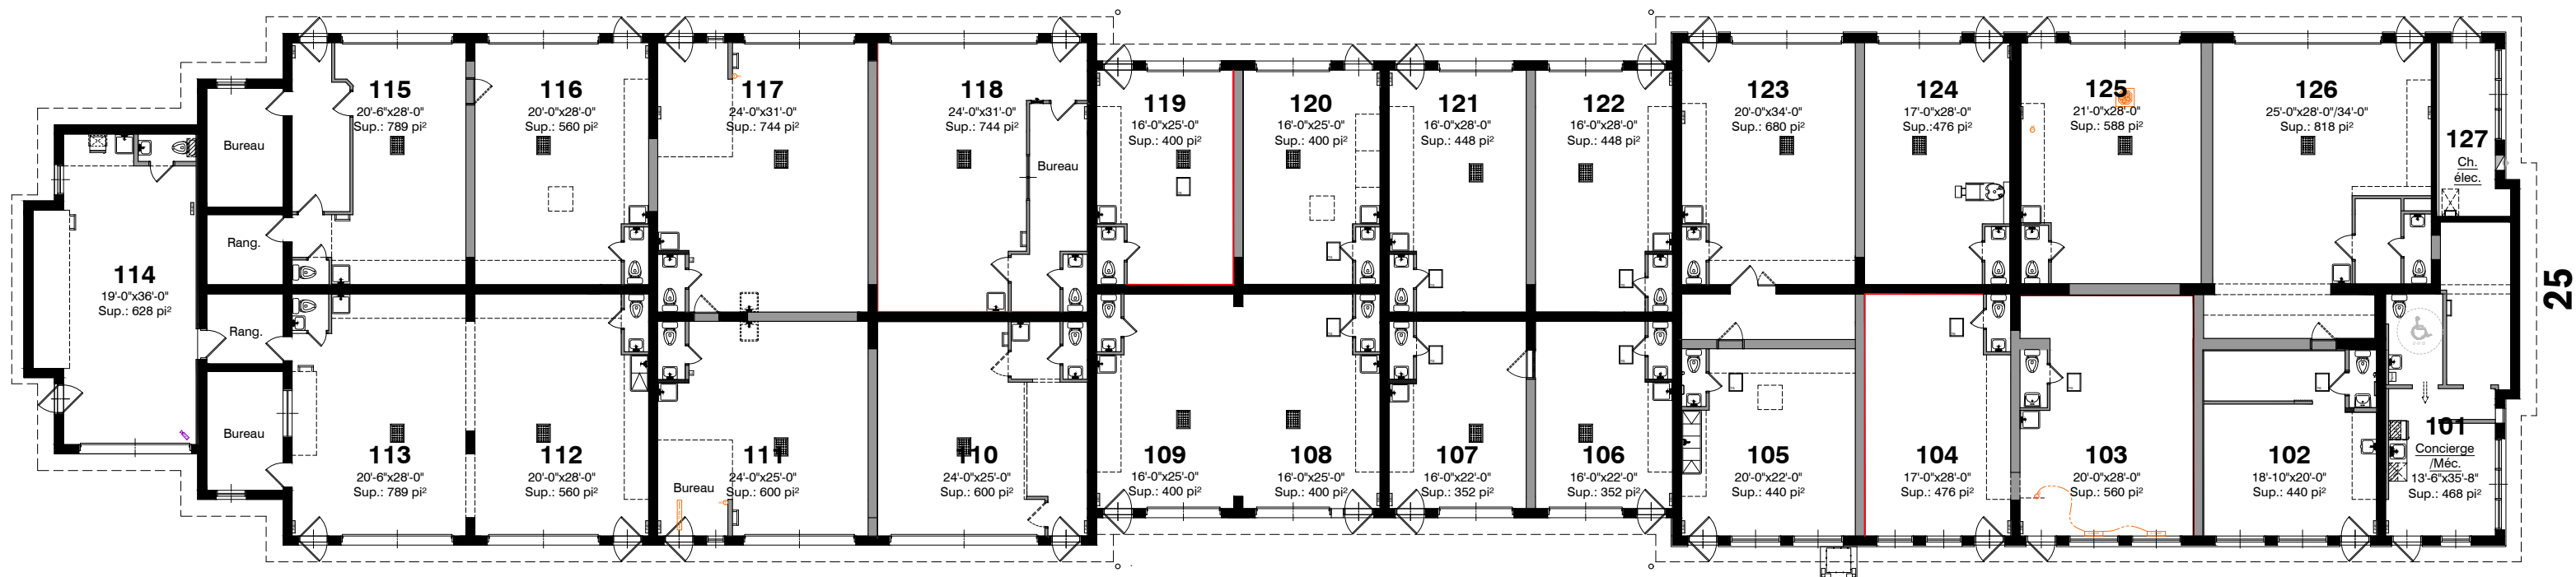 115
20'-6"x28'-0"
Sup.: 789 pi²
116
20'-0"x28'-0"
Sup.: 560 pi²
117
24'-0"x31'-0"
Sup.: 744 pi²
118
24'-0"x31'-0"
Sup.: 744 pi²
Bureau
119
16'-0"x25'-0"
Sup.: 400 pi²
120
16'-0"x25'-0"
Sup.: 400 pi²
121
16'-0"x28'-0"
Sup.: 448 pi²
122
16'-0"x28'-0"
Sup.: 448 pi²
123
20'-0"x34'-0"
Sup.: 680 pi²
124
17'-0"x28'-0"
Sup.:476 pi²
125
21'-0"x28'-0"
Sup.: 588 pi²
126
25'-0"x28'-0"/34'-0"
Sup.: 818 pi²
127
Ch.
élec.
Bureau
Rang.
114
19'-0"x36'-0"
Sup.: 628 pi²
Rang.
Bureau
25
113
20'-6"x28'-0"
Sup.: 789 pi²
112
20'-0"x28'-0"
Sup.: 560 pi²
111
24'-0"x25'-0"
Sup.: 600 pi²
Bureau
110
24'-0"x25'-0"
Sup.: 600 pi²
109
16'-0"x25'-0"
Sup.: 400 pi²
108
16'-0"x25'-0"
Sup.: 400 pi²
107
16'-0"x22'-0"
Sup.: 352 pi²
106
16'-0"x22'-0"
Sup.: 352 pi²
105
20'-0"x22'-0"
Sup.: 440 pi²
104
17'-0"x28'-0"
Sup.: 476 pi²
103
20'-0"x28'-0"
Sup.: 560 pi²
102
18'-10"x20'-0"
Sup.: 440 pi²
101
Concierge
/Méc.
13'-6"x35'-8"
Sup.: 468 pi²